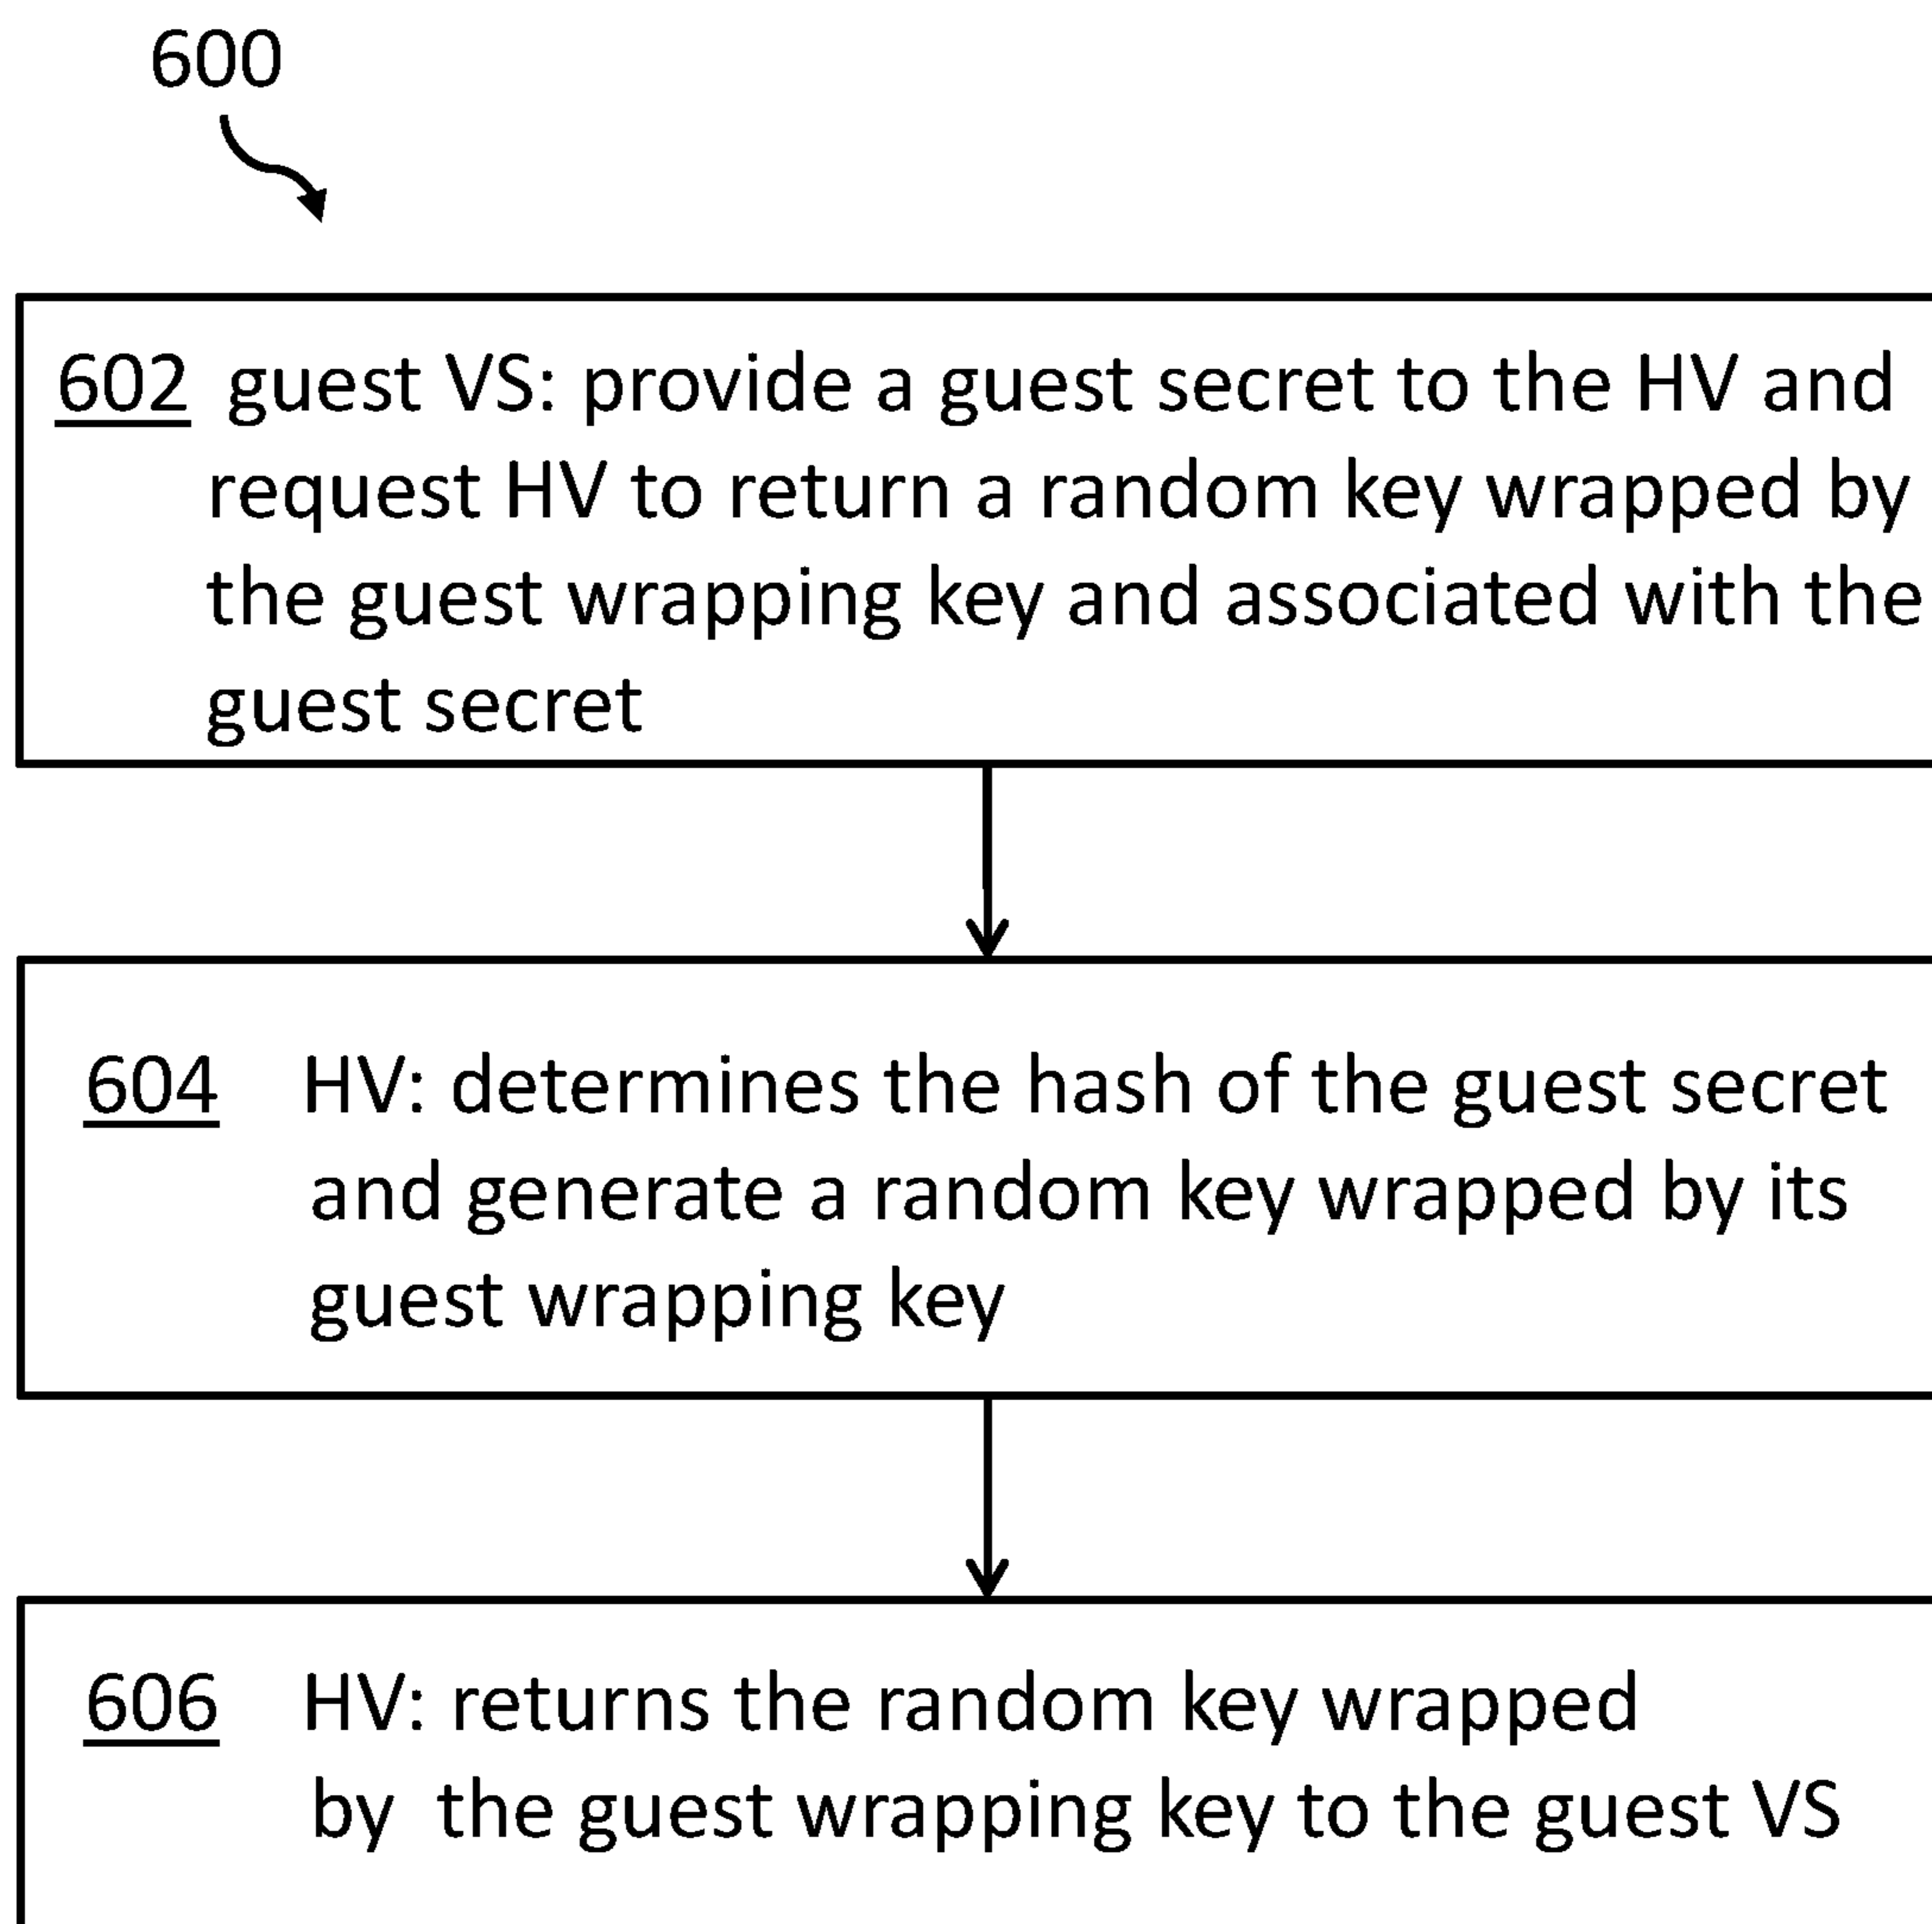 600
602 guest VS: provide a guest secret to the HV and
request HV to return a random key wrapped by
the guest wrapping key and associated with the
guest secret
604 HV: determines the hash of the guest secret
and generate a random key wrapped by its
guest wrapping key
606 HV: returns the random key wrapped
by the guest wrapping key to the guest VS